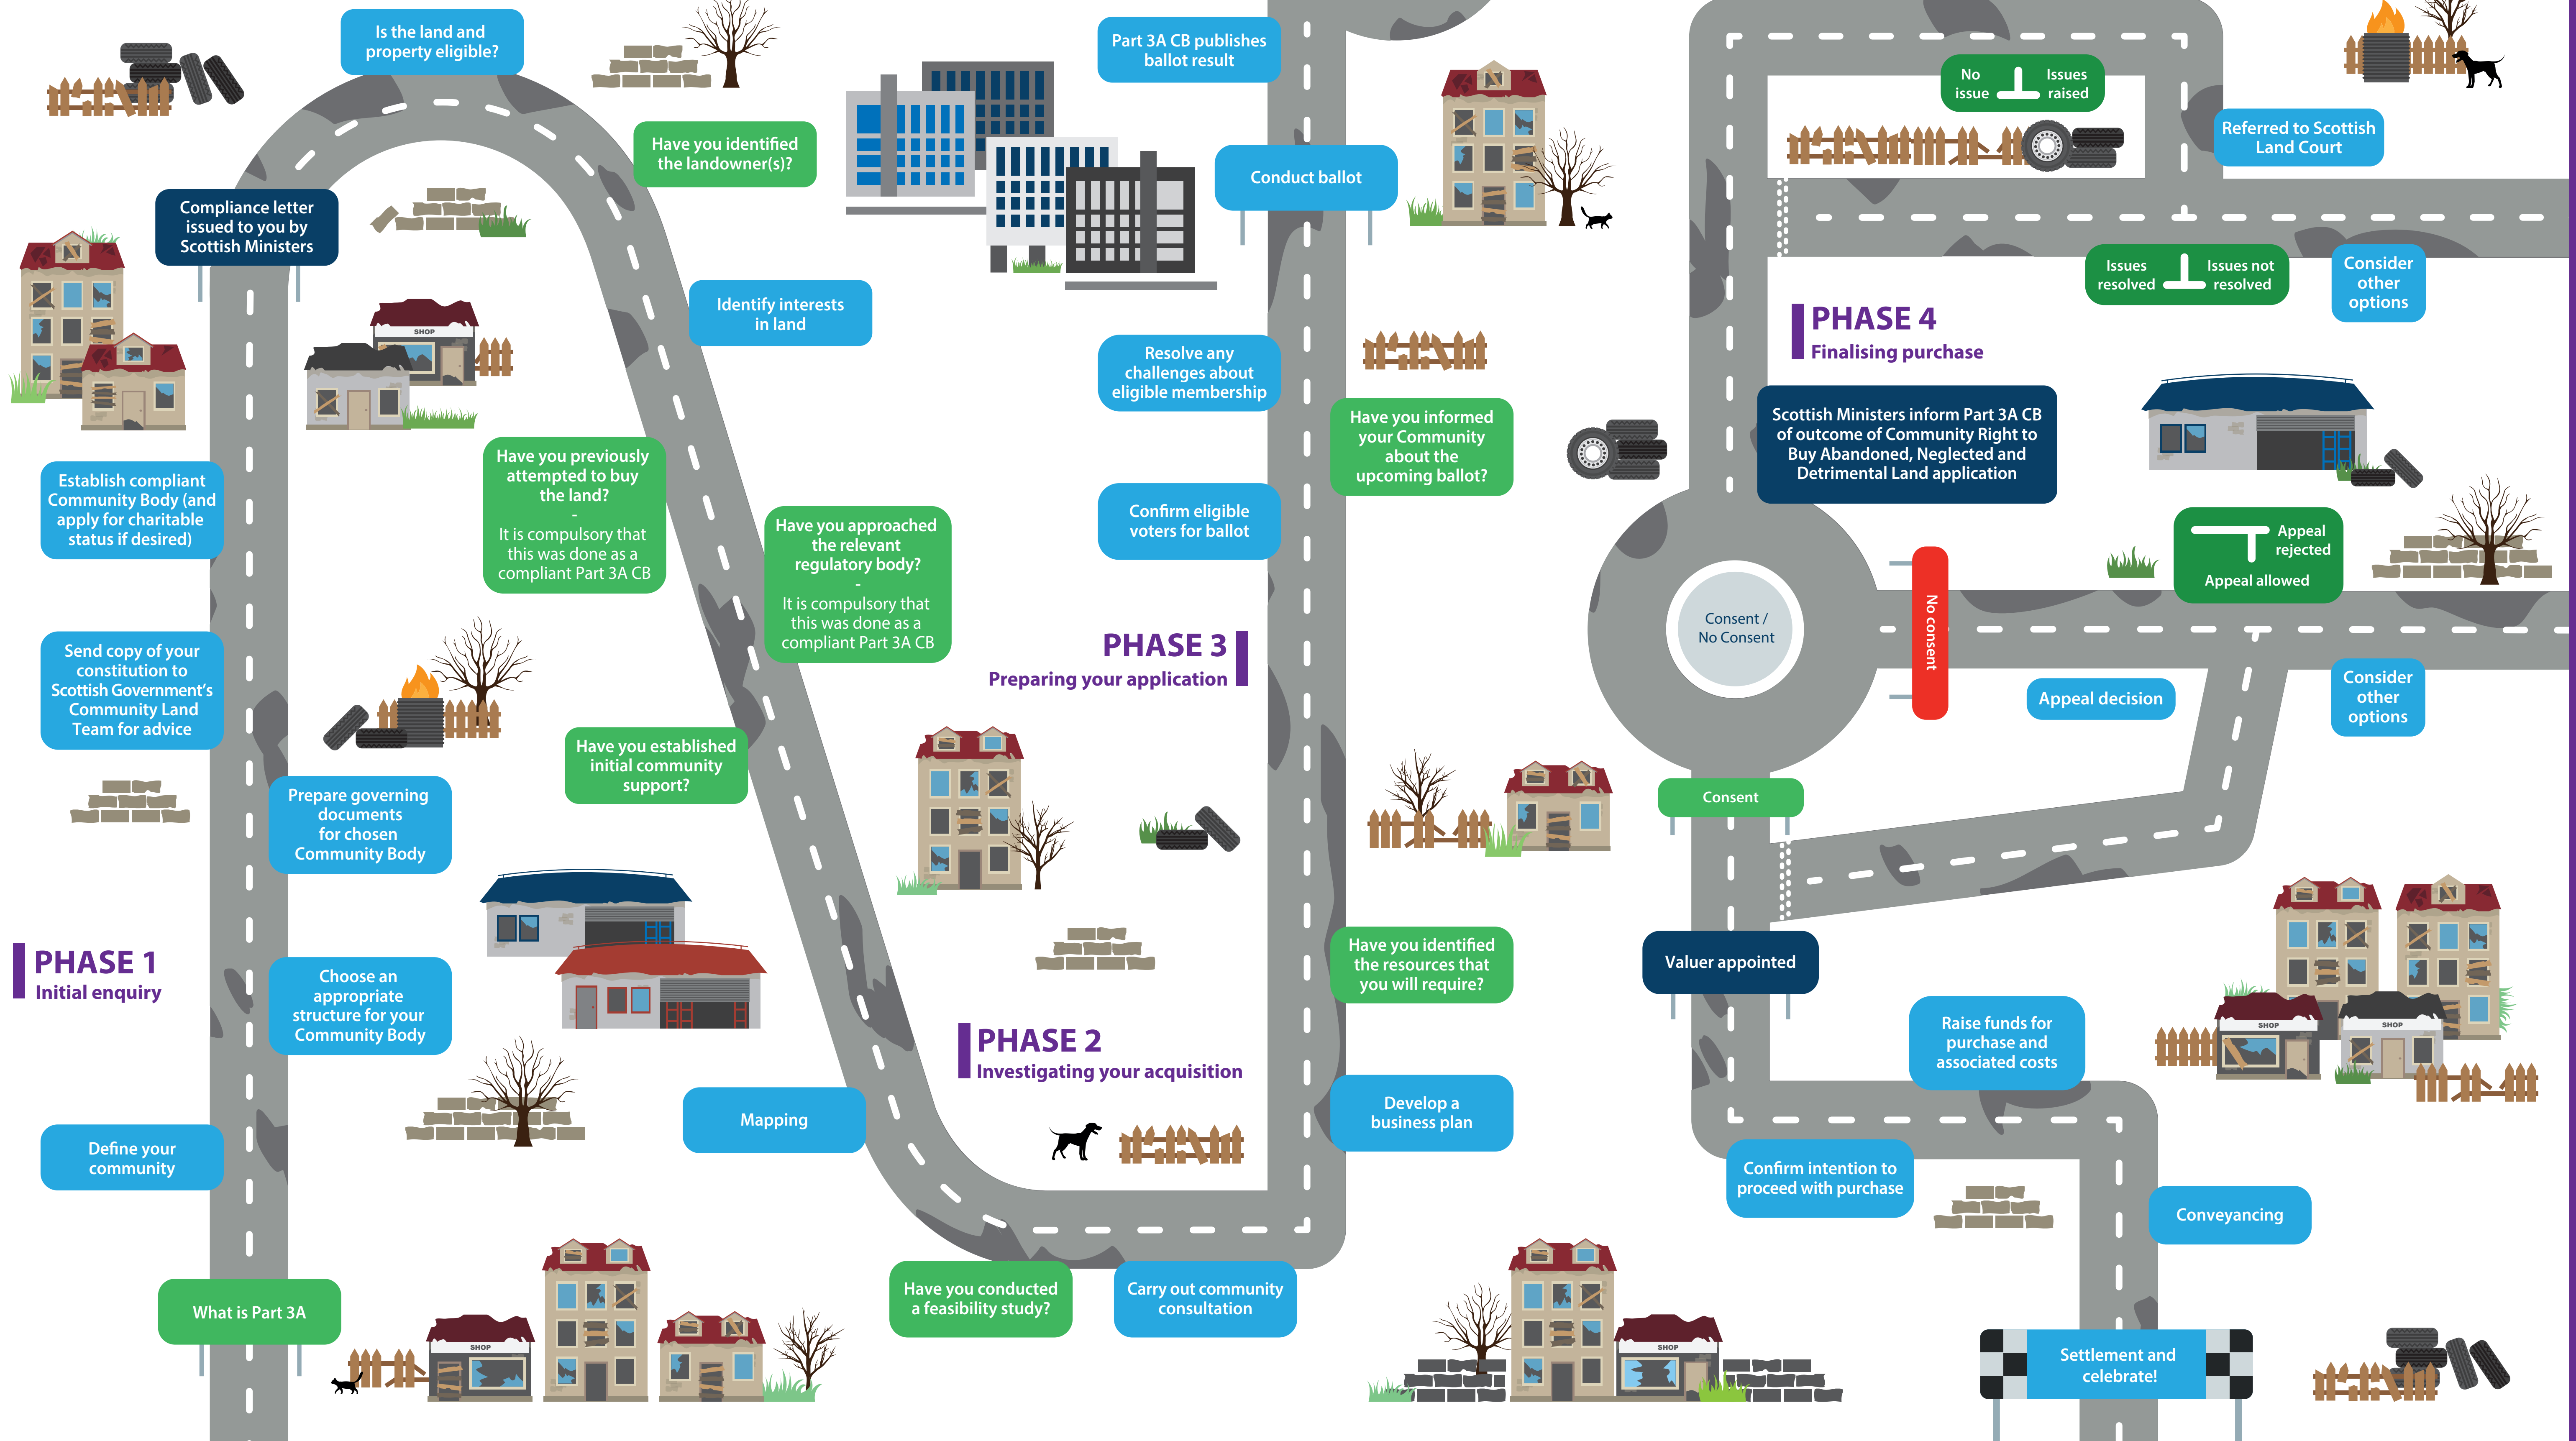 PHASE 1
Initial enquiry
What is Part 3A
Define your
community
Choose an
appropriate
structure for your
Community Body
Prepare governing
documents
for chosen
Community Body
Send copy of your
constitution to
Scottish Government's
Community Land
Team for advice
Establish compliant
Community Body (and
apply for charitable
status if desired)
Compliance letter
issued to you by
Scottish Ministers
SHOP
Is the land and
property eligible?
Have you identified
the landowner(s)?
Identify interests
in land
Have you previously
attempted to buy
the land?
-
It is compulsory that
this was done as a
compliant Part 3A CB
Have you approached
the relevant
regulatory body?
-
It is compulsory that
this was done as a
compliant Part 3A CB
Have you established
initial community
support?
Mapping
PHASE 2
Investigating your acquisition
Have you conducted
a feasibility study?
Carry out community
consultation
SHOP
Develop a
business plan
Have you identified
the resources that
you will require?
PHASE 3
Preparing your application
Confirm eligible
voters for ballot
Have you informed
your Community
about the
upcoming ballot?
Resolve any
challenges about
eligible membership
Conduct ballot
Part 3A CB publishes
ballot result
No
issue
Issues
raised
Referred to Scottish
Land Court
Issues
resolved
Issues not
resolved
Consider
other
options
PHASE 4
Finalising purchase
Scottish Ministers inform Part 3A CB
of outcome of Community Right to
Buy Abandoned, Neglected and
Detrimental Land application
Consent /
No Consent
No consent
Appeal decision
Appeal
rejected
Appeal allowed
Consider
other
options
Consent
Valuer appointed
Confirm intention to
proceed with purchase
Raise funds for
purchase and
associated costs
SHOP
SHOP
Conveyancing
SHOP
Settlement and
celebrate!